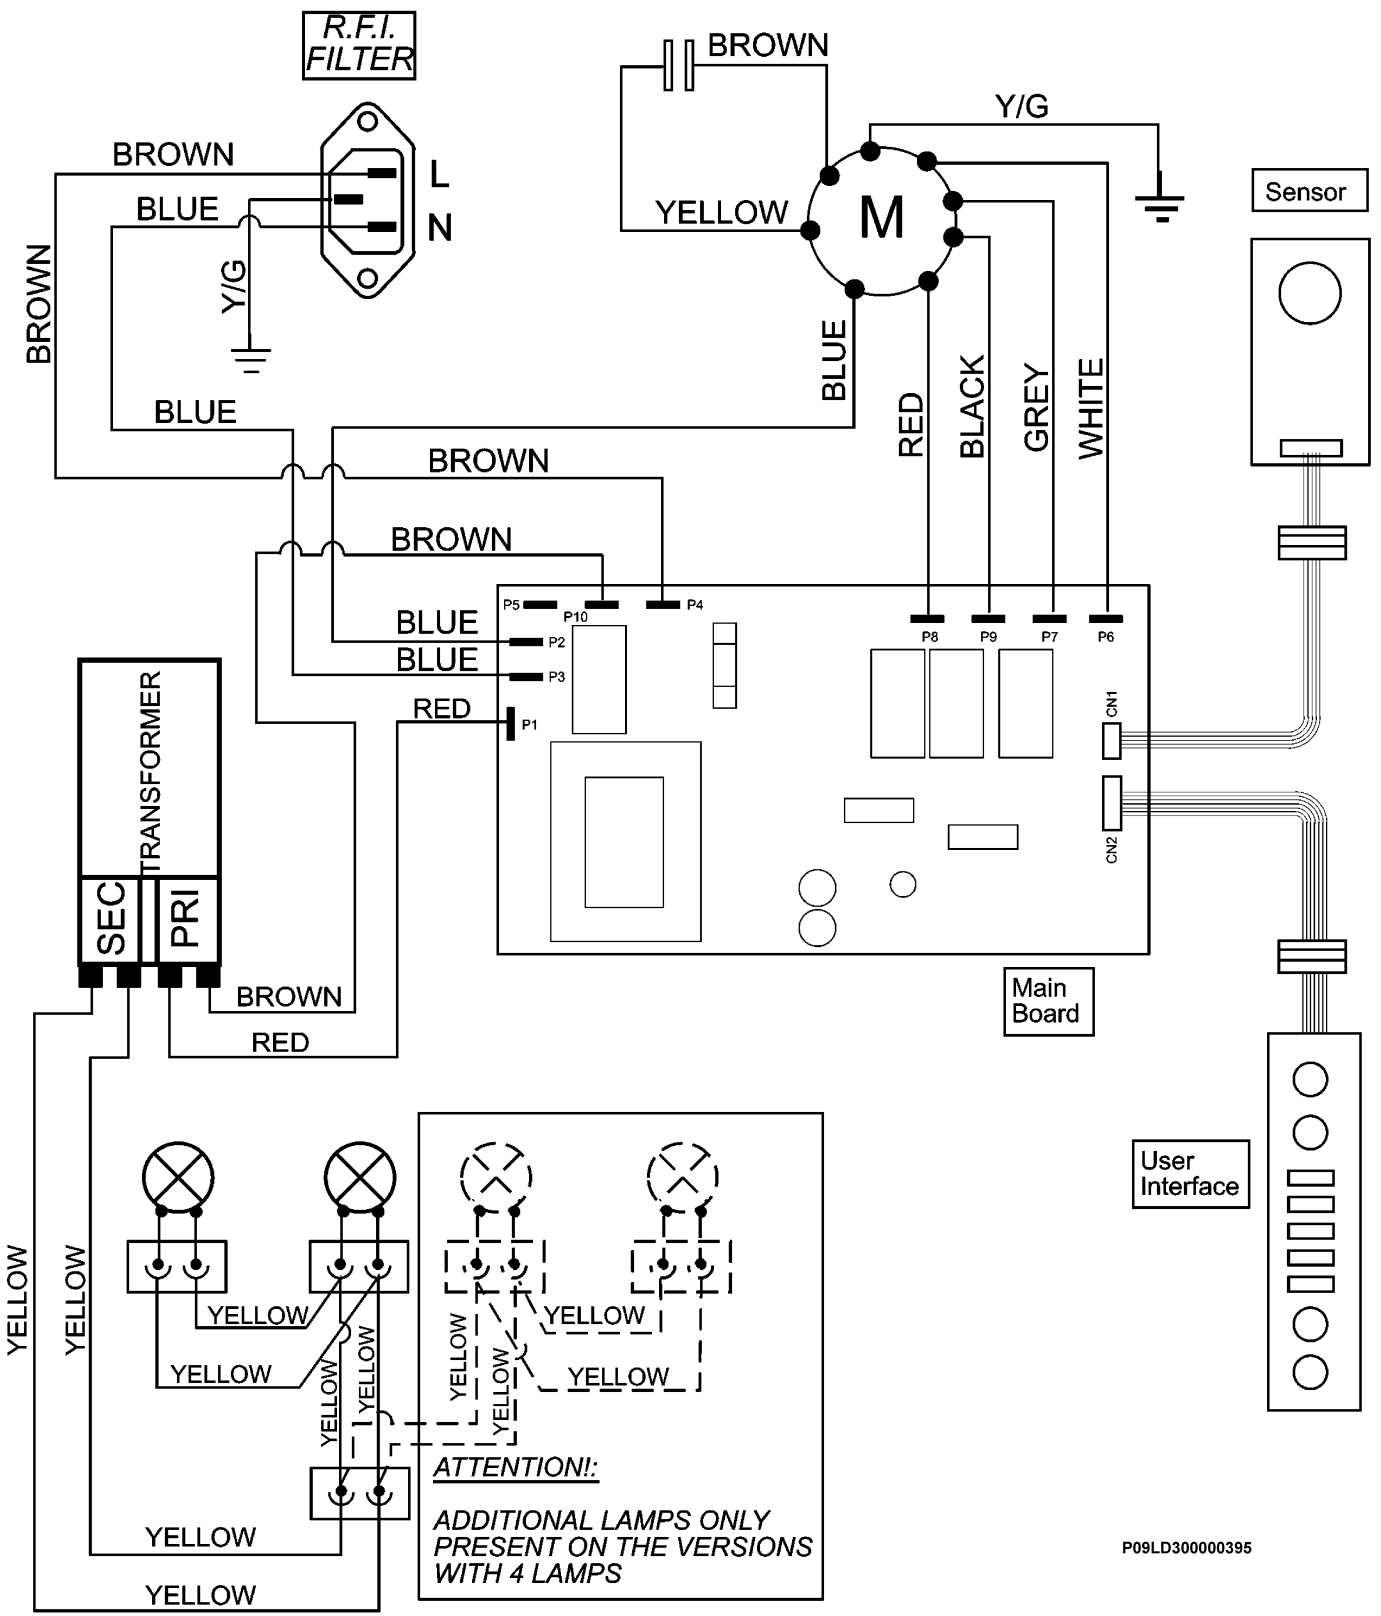 R.F.I.
FILTER
BROWN
Y/G
BROWN
L
BLUE
N
YELLOW
M
Sensor
BROWN
Y/G
BLUE
RED
BLACK
GREY
WHITE
BLUE
BROWN
BROWN
P5
P10
P4
BLUE
P2
P8
P9
P7
P6
BLUE
P3
RED
P1
CN1
TRANSFORMER
CN2
SEC
PRI
BROWN
Main
Board
RED
User
Interface
YELLOW
YELLOW
YELLOW
YELLOW
YELLOW
YELLOW
YELLOW
YELLOW
YELLOW
YELLOW
ATTENTION!:
ADDITIONAL LAMPS ONLY
PRESENT ON THE VERSIONS
WITH 4 LAMPS
YELLOW
YELLOW
P09LD300000395